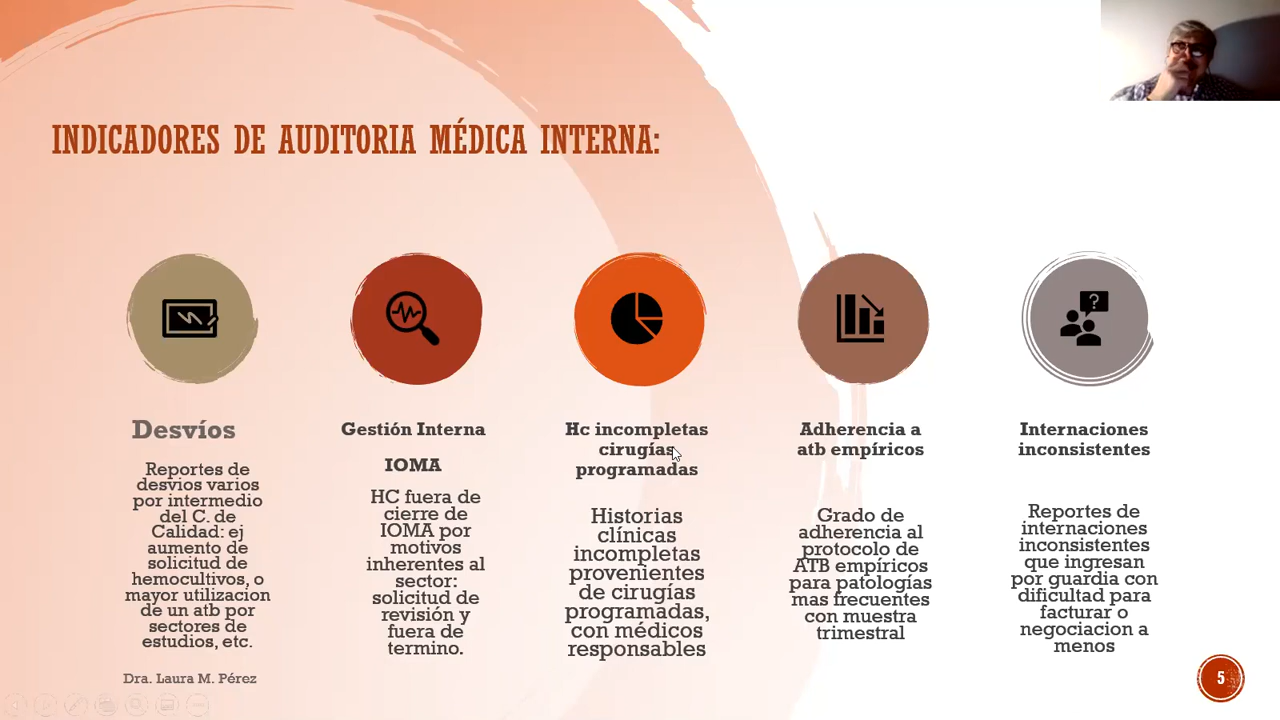 INDICADORES DE AUDITORIA MÉDICA INTERNA:
Desvíos
Reportes de
desvios varios
por intermedio
del C. de
Calidad: ej
aumento de
solicitud de
hemocultivos, o
mayor utilizacion
de un atb por
sectores de
estudios, etc.
Gestión Interna
IOMA
HC fuera de
cierre de
IOMA por
motivos
inherentes al
sector:
solicitud de
revisión y
fuera de
termino.
Hc incompletas
cirugías
programadas
Historias
clínicas
incompletas
provenientes
de cirugías
programadas,
con médicos
responsables
Adherencia a
atb empíricos
Grado de
adherencia al
protocolo de
ATB empíricos
para patologías
mas frecuentes
con muestra
trimestral
Internaciones
inconsistentes
Reportes de
internaciones
inconsistentes
que ingresan
por guardia con
dificultad para
facturar o
negociacion a
menos
Dra. Laura M. Pérez
5